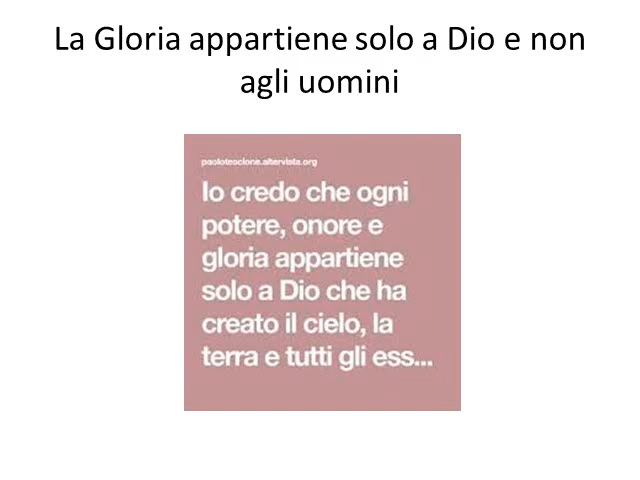 La Gloria appartiene solo a Dio e non
agli uomini
paoloteocione.altervista.org
Io credo che ogni
potere, onore e
gloria appartiene
solo a Dio che ha
creato il cielo, la
terra e tutti gli ess...